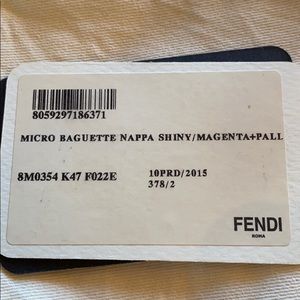 8059297186371
MICRO BAGUETTE NAPPA SHINY/MAGENTA+PALL
8M0354 K47 F022E 10PRD/2015
378/2
FENDI
ROMA